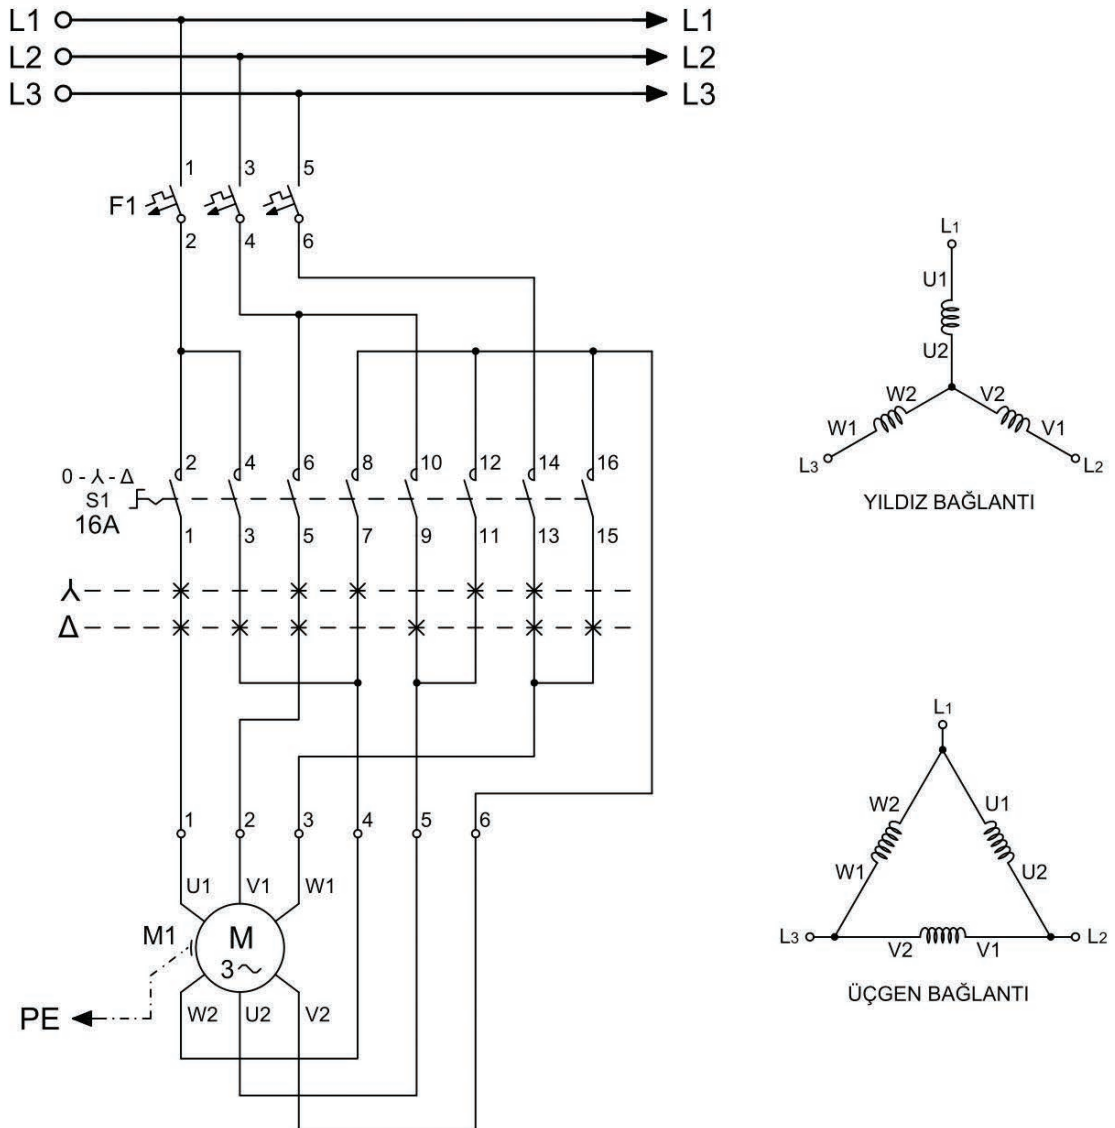 L1 L1
L2 L2
L3 L3
1 3 5
F1
2 4 6
2 4 6 8 10 12 14 16
0 - ⅄ - Δ
S1
16A
1 3 5 7 9 11 13 15
⅄
Δ
1 2 3 4 5 6
U1 V1 W1
M1 M
3~
W2 U2 V2
PE
L1
U1
U2
W2 V2
W1 V1
L3 L2
YILDIZ BAĞLANTI
L1
W2 U1
W1 U2
L3 L2
V2 V1
ÜÇGEN BAĞLANTI